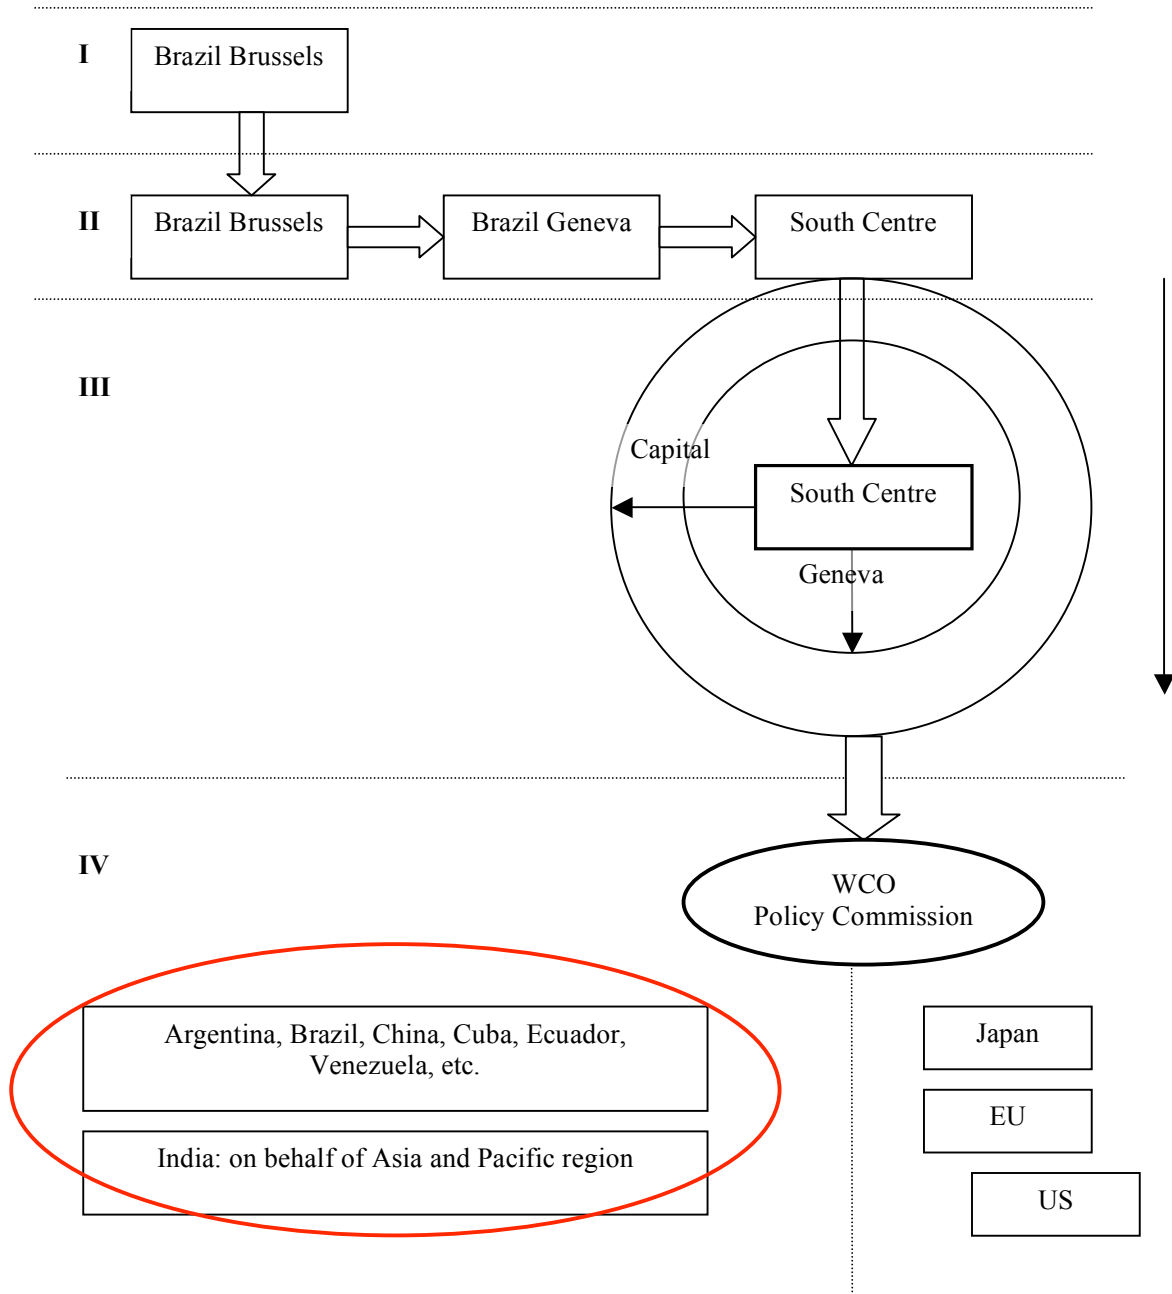 I
Brazil Brussels
II
Brazil Brussels
Brazil Geneva
South Centre
III
Capital
South Centre
Geneva
IV
WCO
Policy Commission
Argentina, Brazil, China, Cuba, Ecuador,
Venezuela, etc.
Japan
EU
India: on behalf of Asia and Pacific region
US